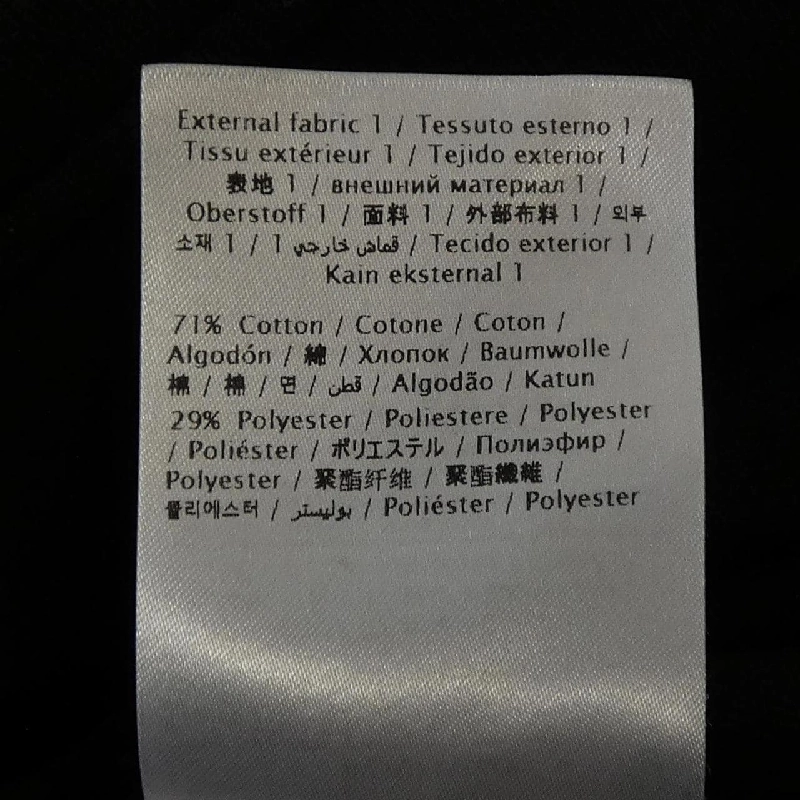 External fabric 1 / Tessuto esterno 1 /
Tissu extérieur 1 / Tejido exterior 1 /
表地 1 / внешний материал 1 /
Oberstoff 1 / 面料 1 / 外部布料 1 / 외부
소재 1 / 1 قماش خارجي / Tecido exterior 1 /
Kain eksternal 1
71% Cotton / Cotone / Coton /
Algodón / 綿 / Хлопок / Baumwolle /
棉 / 棉 / 면 / قطن / Algodão / Katun
29% Polyester / Poliestere / Polyester
/ Poliéster / ポリエステル / Полиэфир /
Polyester / 聚酯纤维 / 聚酯纖維 /
폴리에스터 / بوليستر / Poliéster / Polyester